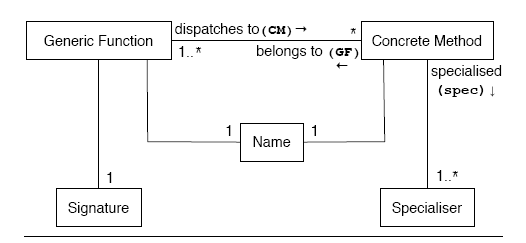 dispatches to(CM) →
Generic Function
*
Concrete Method
1..*
belongs to (GF)
←
specialised
(spec) ↓
1
Name
1
1
1..*
Signature
Specialiser